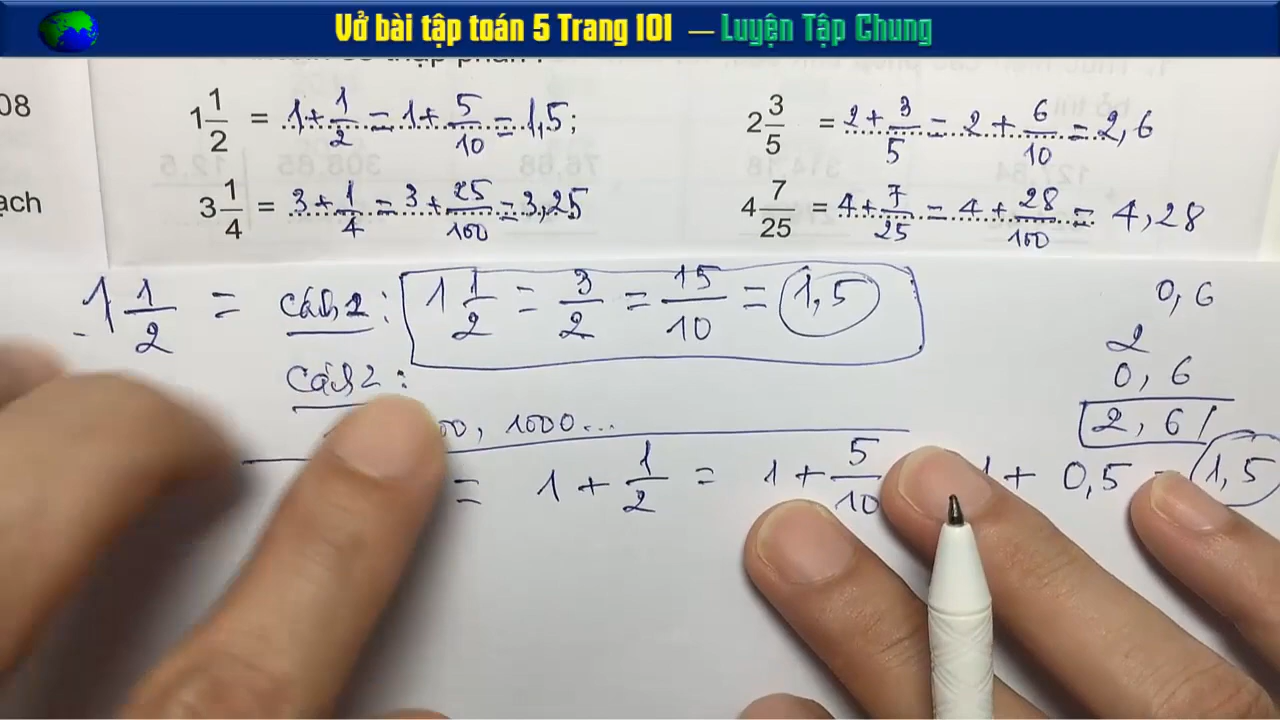 Vở bài tập toán 5 Trang 101 — Luyện Tập Chung
08
1 1/2 = 1 + 1/2 = 1 + 5/10 = 1,5;
2 3/5 = 2 + 3/5 = 2 + 6/10 = 2,6
ạch
3 1/4 = 3 + 1/4 = 3 + 25/100 = 3,25
4 7/25 = 4 + 7/25 = 4 + 28/100 = 4,28
1 1/2 = Cách 1: 1 1/2 = 3/2 = 15/10 = 1,5
0,6
Cách 2:
2
0,6
2,6
00, 1000...
= 1 + 1/2 = 1 + 5/10 1 + 0,5 = 1,5